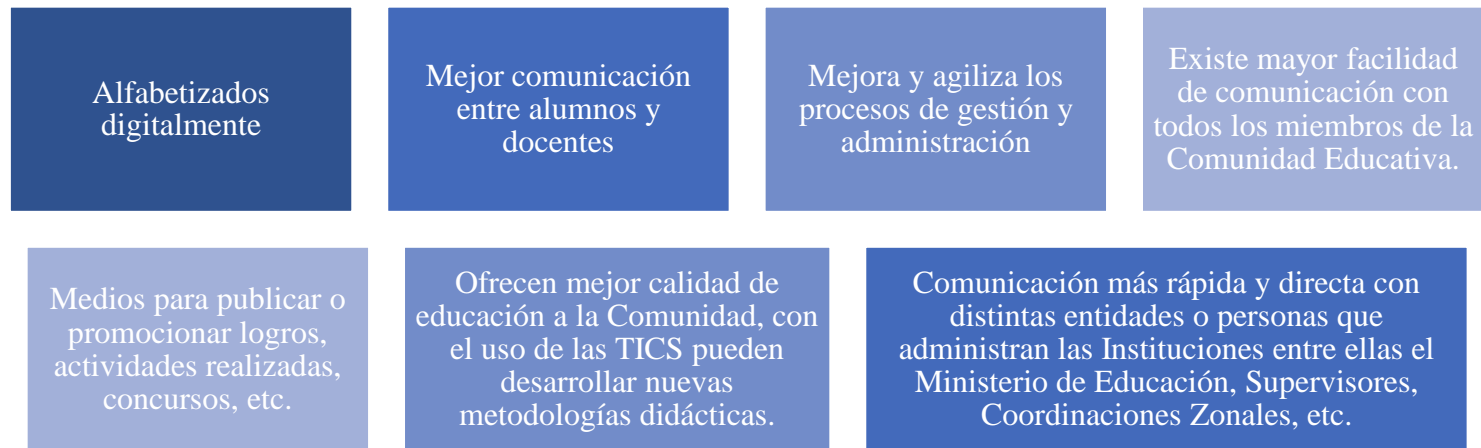 Alfabetizados
digitalmente
Mejor comunicación
entre alumnos y
docentes
Mejora y agiliza los
procesos de gestión y
administración
Existe mayor facilidad
de comunicación con
todos los miembros de la
Comunidad Educativa.
Medios para publicar o
promocionar logros,
actividades realizadas,
concursos, etc.
Ofrecen mejor calidad de
educación a la Comunidad, con
el uso de las TICS pueden
desarrollar nuevas
metodologías didácticas.
Comunicación más rápida y directa con
distintas entidades o personas que
administran las Instituciones entre ellas el
Ministerio de Educación, Supervisores,
Coordinaciones Zonales, etc.